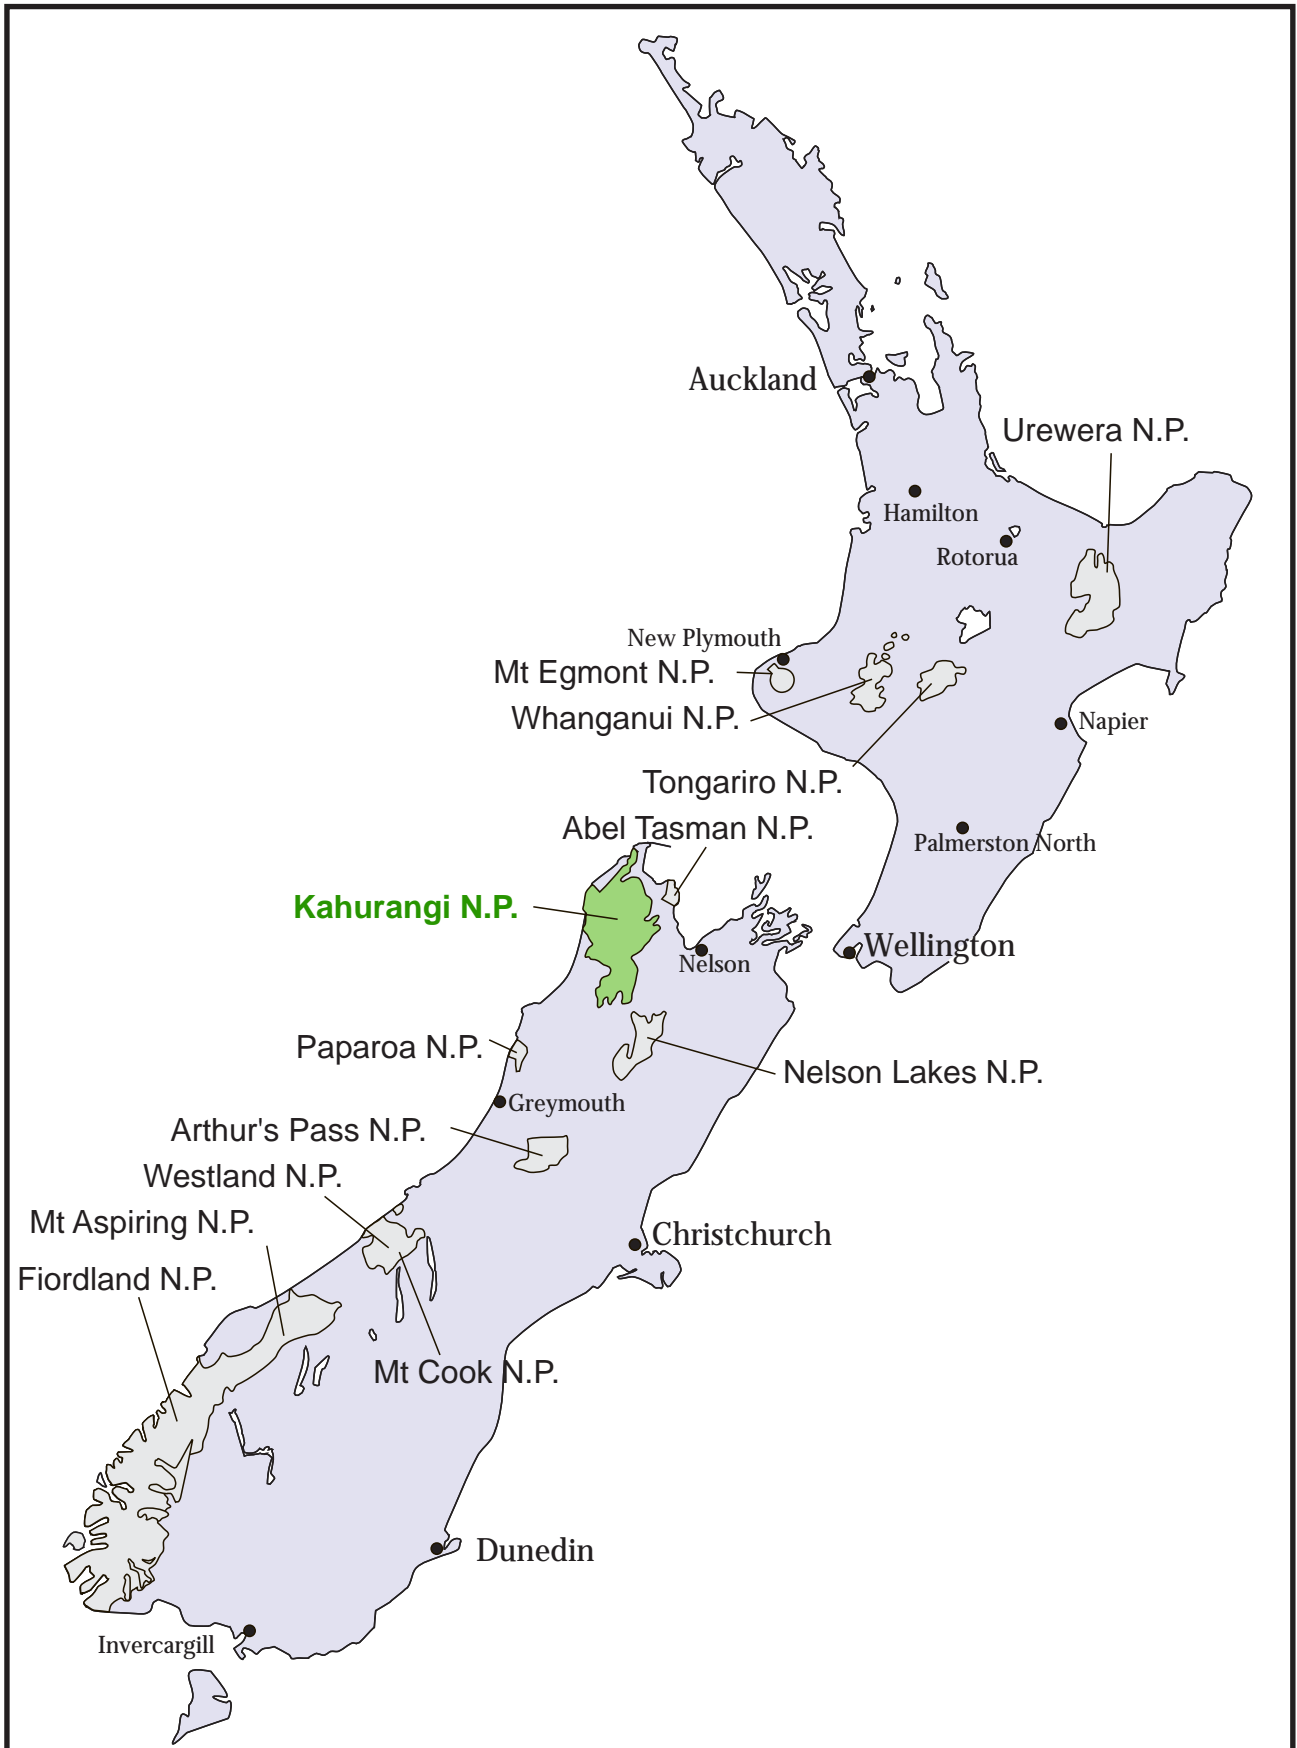 Auckland
Urewera N.P.
Hamilton
Rotorua
New Plymouth
Mt Egmont N.P.
Whanganui N.P.
Napier
Tongariro N.P.
Abel Tasman N.P.
Palmerston North
Kahurangi N.P.
Wellington
Nelson
Paparoa N.P.
Nelson Lakes N.P.
Greymouth
Arthur's Pass N.P.
Westland N.P.
Mt Aspiring N.P.
Christchurch
Fiordland N.P.
Mt Cook N.P.
Dunedin
Invercargill